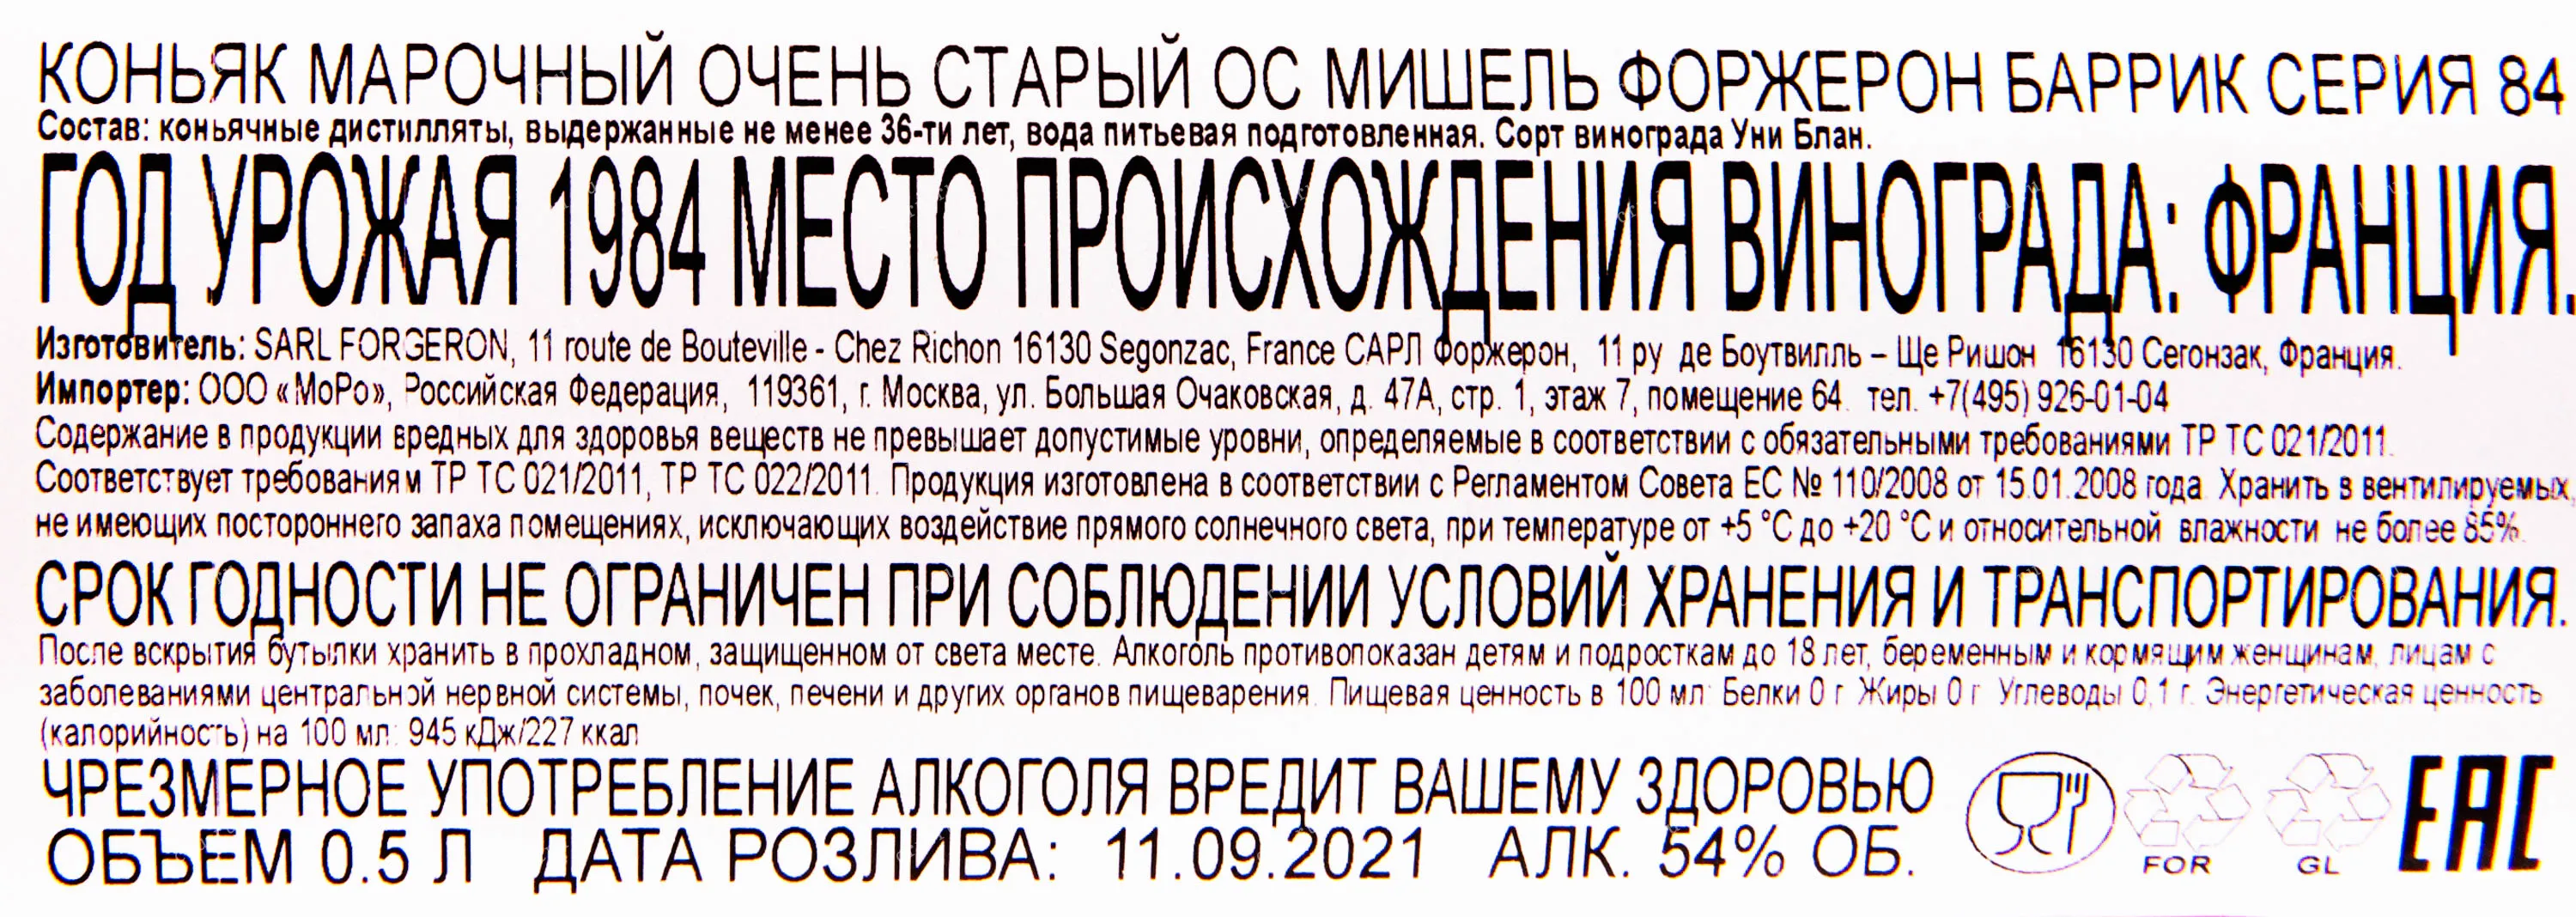 КОНЬЯК МАРОЧНЫЙ ОЧЕНЬ СТАРЫЙ ОС МИШЕЛЬ ФОРЖЕРОН БАРРИК СЕРИЯ 84
Состав: коньячные дистилляты, выдержанные не менее 36-ти лет, вода питьевая подготовленная. Сорт винограда Уни Блан.
ГОД УРОЖАЯ 1984 МЕСТО ПРОИСХОЖДЕНИЯ ВИНОГРАДА: ФРАНЦИЯ.
Изготовитель: SARL FORGERON, 11 route de Bouteville - Chez Richon 16130 Segonzac, France САРЛ Форжерон, 11 ру де Боутвилль – Ще Ришон 16130 Сегонзак, Франция.
Импортер: ООО «МоРо», Российская Федерация, 119361, г. Москва, ул. Большая Очаковская, д. 47А, стр. 1, этаж 7, помещение 64. тел. +7(495) 926-01-04
Содержание в продукции вредных для здоровья веществ не превышает допустимые уровни, определяемые в соответствии с обязательными требованиями ТР ТС 021/2011.
Соответствует требованиям ТР ТС 021/2011, ТР ТС 022/2011. Продукция изготовлена в соответствии с Регламентом Совета ЕС № 110/2008 от 15.01.2008 года. Хранить в вентилируемых,
не имеющих постороннего запаха помещениях, исключающих воздействие прямого солнечного света, при температуре от +5 °С до +20 °С и относительной влажности не более 85%.
СРОК ГОДНОСТИ НЕ ОГРАНИЧЕН ПРИ СОБЛЮДЕНИИ УСЛОВИЙ ХРАНЕНИЯ И ТРАНСПОРТИРОВАНИЯ.
После вскрытия бутылки хранить в прохладном, защищенном от света месте. Алкоголь противопоказан детям и подросткам до 18 лет, беременным и кормящим женщинам, лицам с
заболеваниями центральной нервной системы, почек, печени и других органов пищеварения. Пищевая ценность в 100 мл: Белки 0 г Жиры 0 г Углеводы 0,1 г. Энергетическая ценность
(калорийность) на 100 мл: 945 кДж/227 ккал
ЧРЕЗМЕРНОЕ УПОТРЕБЛЕНИЕ АЛКОГОЛЯ ВРЕДИТ ВАШЕМУ ЗДОРОВЬЮ
ОБЪЕМ 0.5 Л ДАТА РОЗЛИВА: 11.09.2021 АЛК. 54% ОБ.
FOR GL EAC